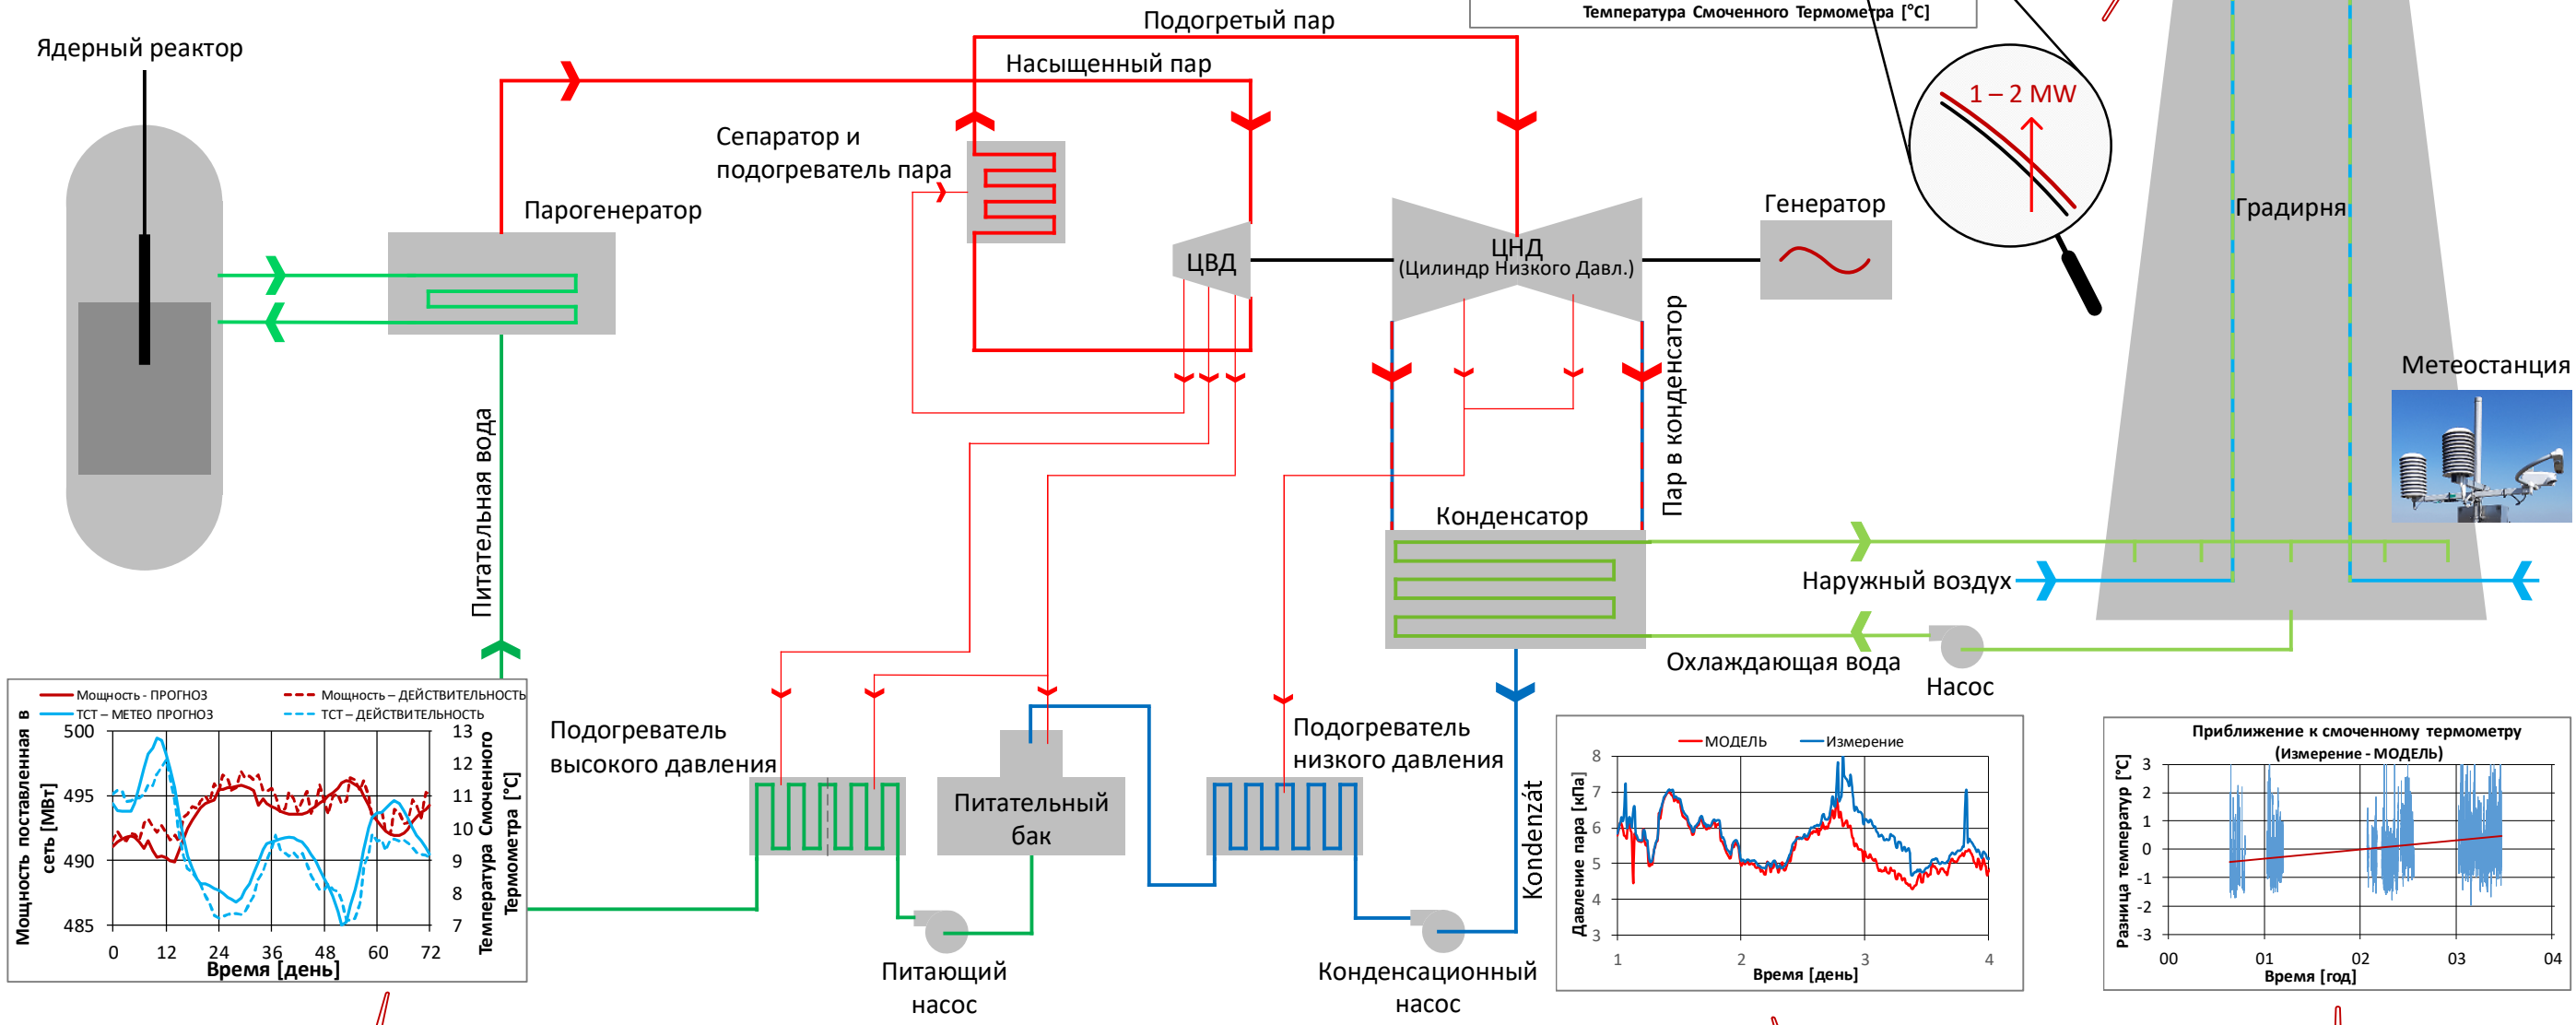 Температура Смоченного Термометра [°C]
Подогретый пар
Ядерный реактор
Насыщенный пар
1 – 2 MW
Сепаратор и
подогреватель пара
Парогенератор
Генератор
Градирня
ЦВД
ЦНД
(Цилиндр Низкого Давл.)
Метеостанция
Пар в конденсатор
Питательная вода
Конденсатор
Наружный воздух
Охлаждающая вода
Насос
Мощность - ПРОГНОЗ
Мощность – ДЕЙСТВИТЕЛЬНОСТЬ
ТСТ – МЕТЕО ПРОГНОЗ
ТСТ – ДЕЙСТВИТЕЛЬНОСТЬ
Мощность поставленная в
сеть [МВт]
500
495
490
485
13
12
11
10
9
8
7
Температура Смоченного
Термометра [°C]
0 12 24 36 48 60 72
Время [день]
Подогреватель
высокого давления
Питательный
бак
Питающий
насос
Подогреватель
низкого давления
Kondenzát
Конденсационный
насос
МОДЕЛЬ
Измерение
Давление пара [кПа]
8
7
6
5
4
3
1 2 3 4
Время [день]
Приближение к смоченному термометру
(Измерение - МОДЕЛЬ)
Разница температур [°C]
3
2
1
0
-1
-2
-3
00 01 02 03 04
Время [год]